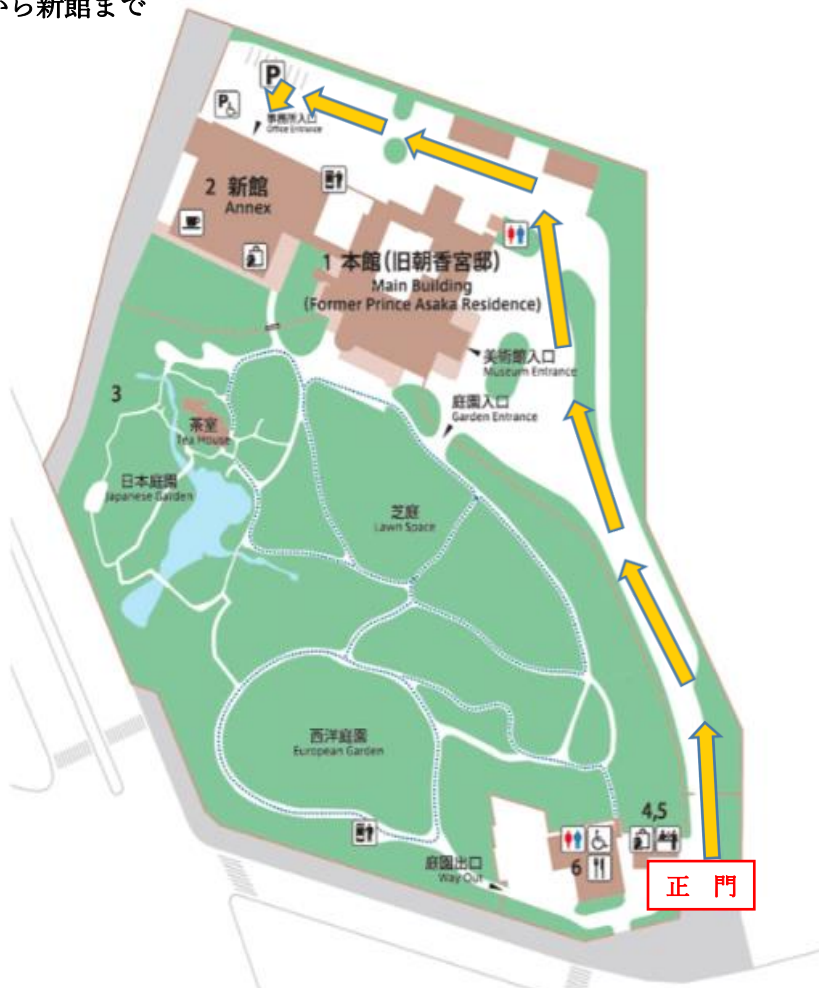 から新館まで
P
P
事務所入口
Office Entrance
2 新館
Annex
1 本館(旧朝香宮邸)
Main Building
(Former Prince Asaka Residence)
美術館入口
Museum Entrance
庭園入口
Garden Entrance
3
茶室
Tea House
日本庭園
Japanese Garden
芝庭
Lawn Space
西洋庭園
European Garden
4,5
6
庭園出口
Way Out
正 門